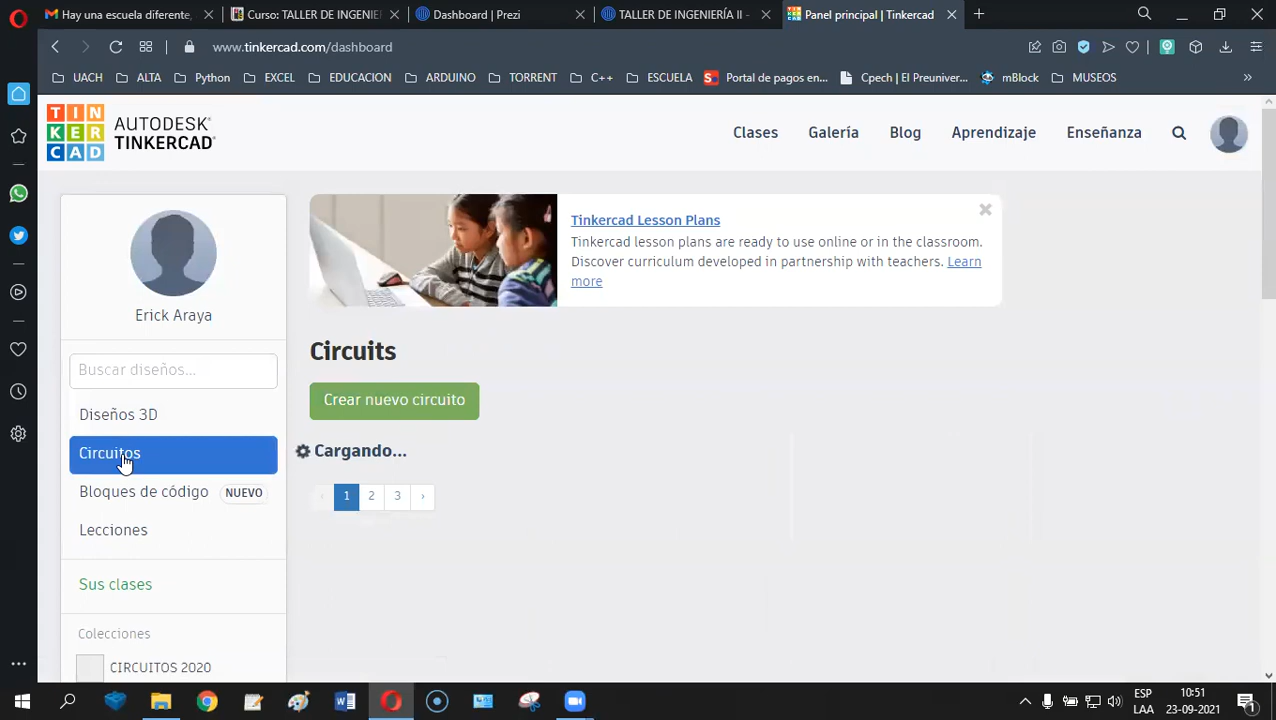 Hay una escuela diferente,
Curso: TALLER DE INGENIE
Dashboard | Prezi
TALLER DE INGENIERÍA II -
Panel principal | Tinkercad
www.tinkercad.com/dashboard
UACH
ALTA
Python
EXCEL
EDUCACION
ARDUINO
TORRENT
C++
ESCUELA
Portal de pagos en...
Cpech | El Preuniver...
mBlock
MUSEOS
TIN
KER
CAD
AUTODESK®
TINKERCAD®
Clases
Galería
Blog
Aprendizaje
Enseñanza
Erick Araya
Buscar diseños...
Diseños 3D
Circuitos
Bloques de código NUEVO
Lecciones
Sus clases
Colecciones
CIRCUITOS 2020
Tinkercad Lesson Plans
Tinkercad lesson plans are ready to use online or in the classroom.
Discover curriculum developed in partnership with teachers. Learn
more
Circuits
Crear nuevo circuito
Cargando...
1 2 3 ›
ESP
LAA
10:51
23-09-2021
1